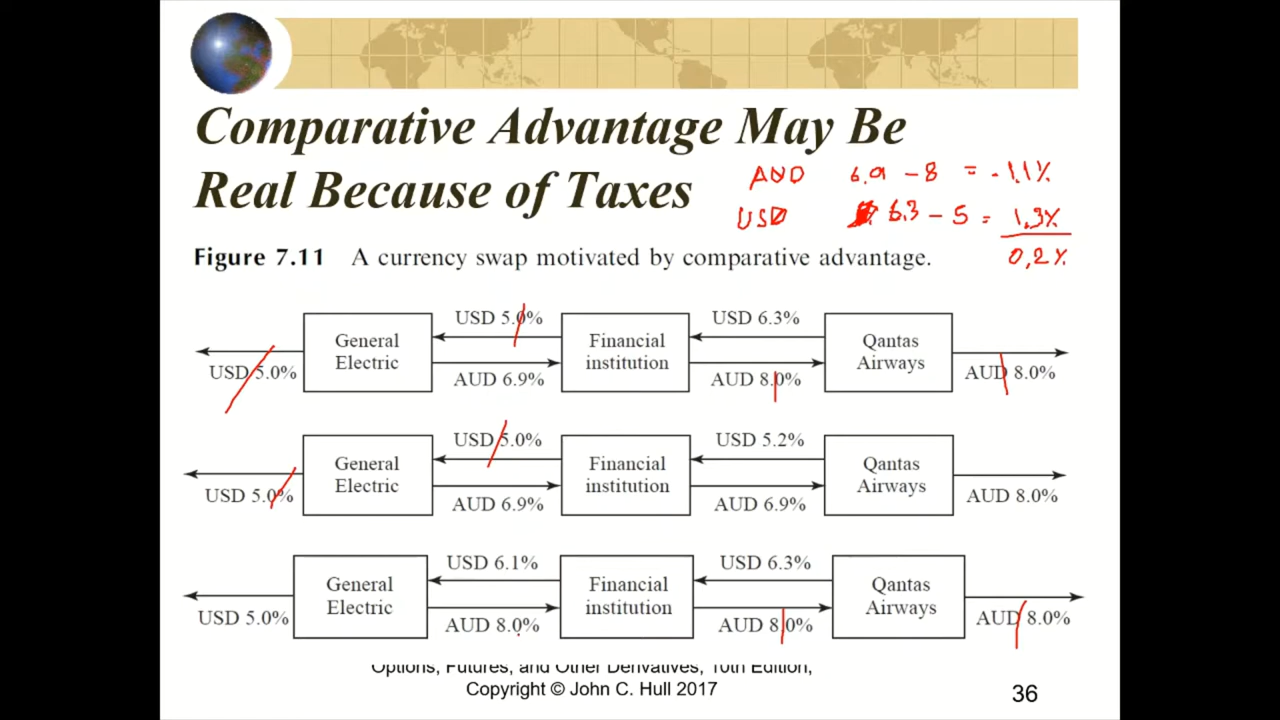 Comparative Advantage May Be
Real Because of Taxes
AUD 6.9 - 8 = -1.1%
USD 6.3 - 5 = 1,3%
0,2%
Figure 7.11 A currency swap motivated by comparative advantage.
USD 5.0% USD 6.3%
General Electric Financial institution Qantas Airways
USD 5.0% AUD 8.0%
AUD 6.9% AUD 8.0%
USD 5.0% USD 5.2%
General Electric Financial institution Qantas Airways
USD 5.0% AUD 8.0%
AUD 6.9% AUD 6.9%
USD 6.1% USD 6.3%
General Electric Financial institution Qantas Airways
USD 5.0% AUD 8.0%
AUD 8.0% AUD 8.0%
Options, Futures, and Other Derivatives, 10th Edition,
Copyright © John C. Hull 2017
36